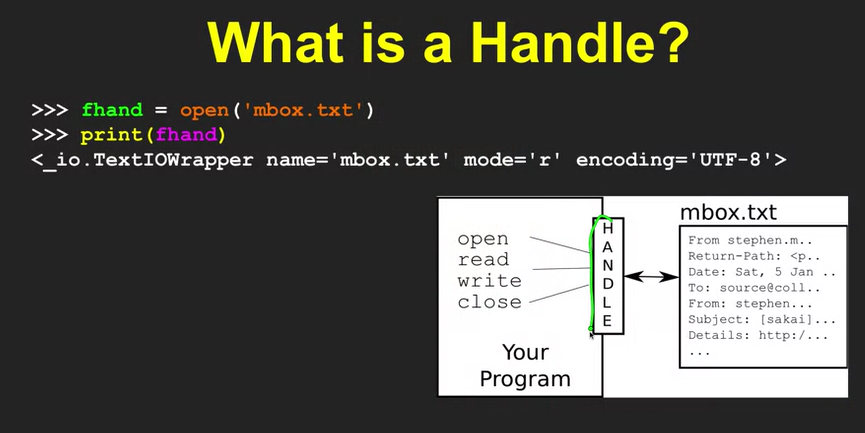 What is a Handle?
>>> fhand = open('mbox.txt')
>>> print(fhand)
<_io.TextIOWrapper name='mbox.txt' mode='r' encoding='UTF-8'>
open
read
write
close
Your
Program
H
A
N
D
L
E
mbox.txt
From stephen.m..
Return-Path: <p..
Date: Sat, 5 Jan ..
To: source@coll..
From: stephen...
Subject: [sakai]...
Details: http:/...
...